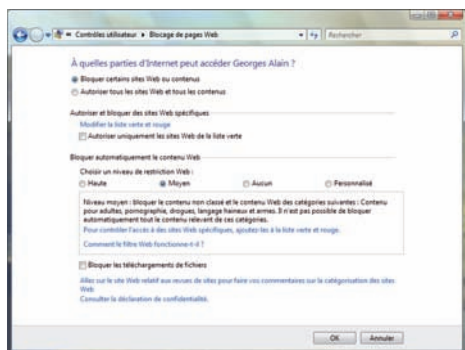 Contrôles utilisateur ▸ Blocage de pages Web
Rechercher
À quelles parties d'Internet peut accéder Georges Alain ?
Bloquer certains sites Web ou contenus
Autoriser tous les sites Web et tous les contenus
Autoriser et bloquer des sites Web spécifiques
Modifier la liste verte et rouge
Autoriser uniquement les sites Web de la liste verte
Bloquer automatiquement le contenu Web
Choisir un niveau de restriction Web :
Haute Moyen Aucun Personnalisé
Niveau moyen : bloquer le contenu non classé et le contenu Web des catégories suivantes : Contenu
pour adultes, pornographie, drogues, langage haineux et armes. Il n'est pas possible de bloquer
automatiquement tout le contenu relevant de ces catégories.
Pour contrôler l'accès à des sites Web spécifiques, ajoutez-les à la liste verte et rouge.
Comment le filtre Web fonctionne-t-il ?
Bloquer les téléchargements de fichiers
Allez sur le site Web relatif aux revues de sites pour faire vos commentaires sur la catégorisation des sites
Web
Consulter la déclaration de confidentialité.
OK Annuler